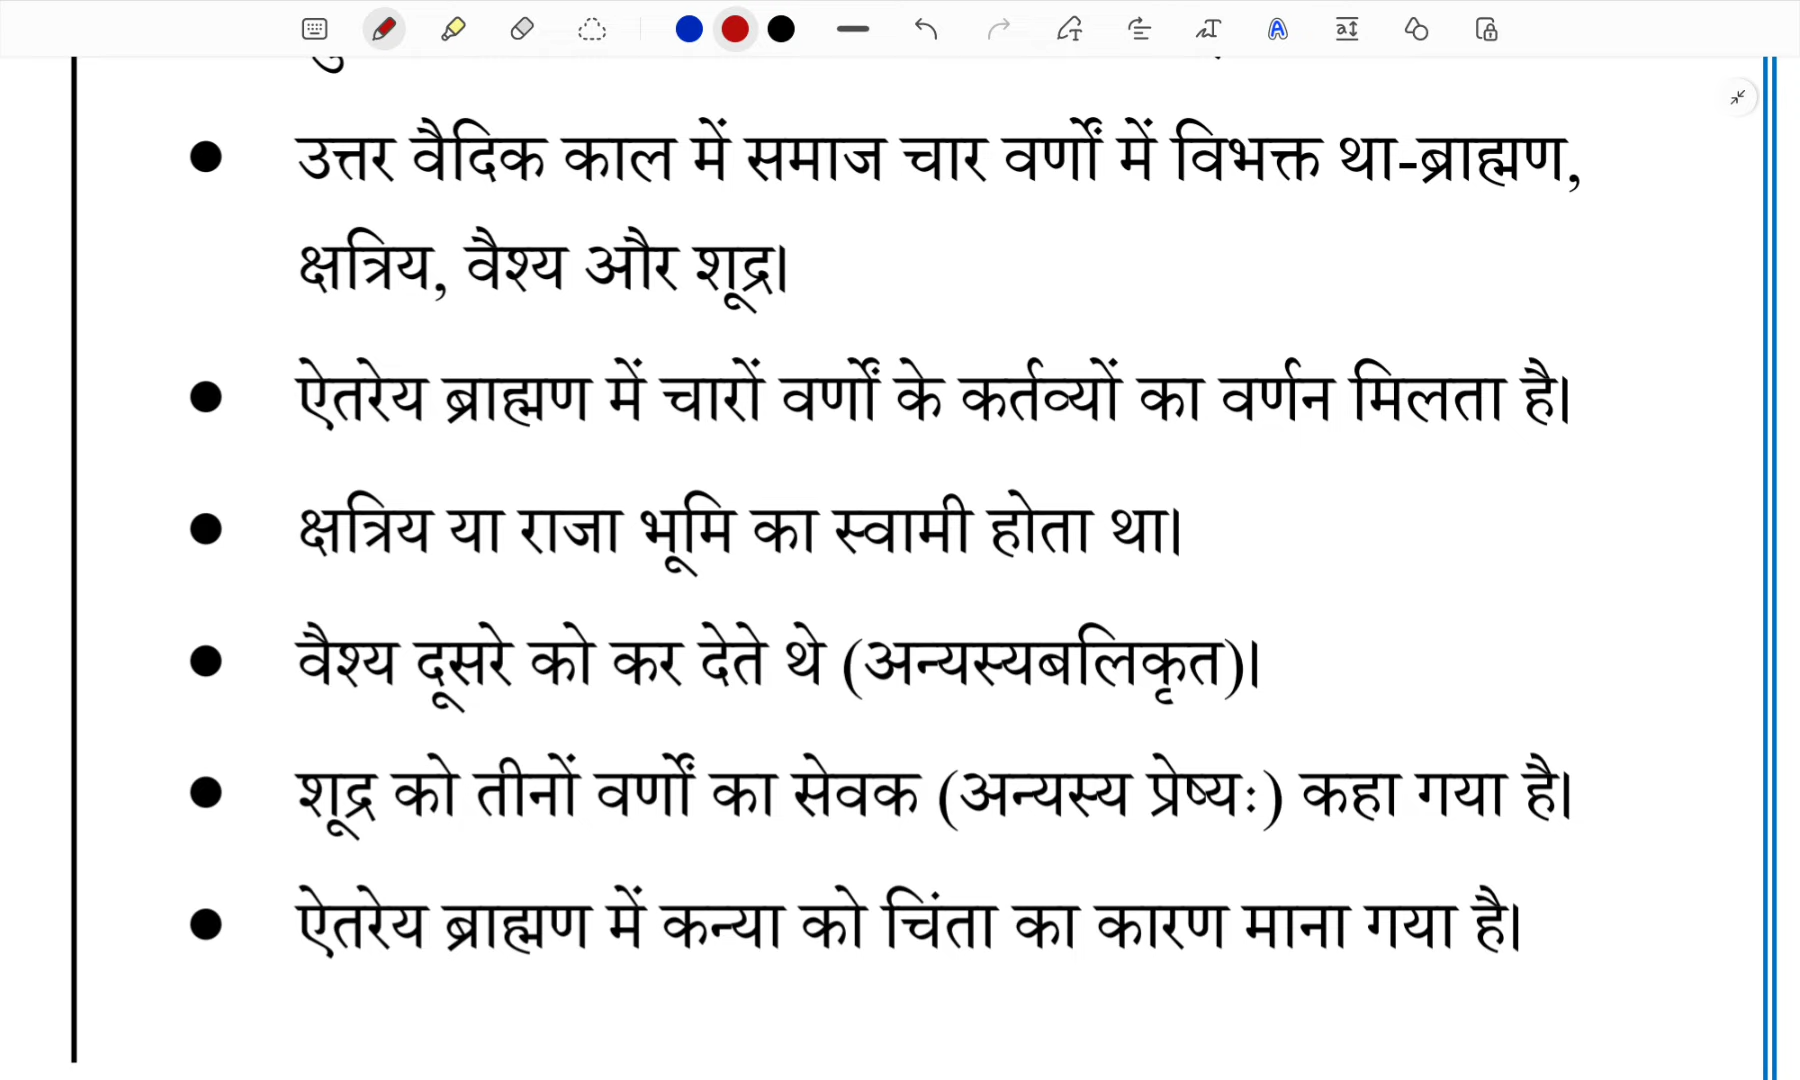 ● उत्तर वैदिक काल में समाज चार वर्णों में विभक्त था-ब्राह्मण,
क्षत्रिय, वैश्य और शूद्र।
● ऐतरेय ब्राह्मण में चारों वर्णों के कर्तव्यों का वर्णन मिलता है।
● क्षत्रिय या राजा भूमि का स्वामी होता था।
● वैश्य दूसरे को कर देते थे (अन्यस्यबलिकृत)।
● शूद्र को तीनों वर्णों का सेवक (अन्यस्य प्रेष्यः) कहा गया है।
● ऐतरेय ब्राह्मण में कन्या को चिंता का कारण माना गया है।